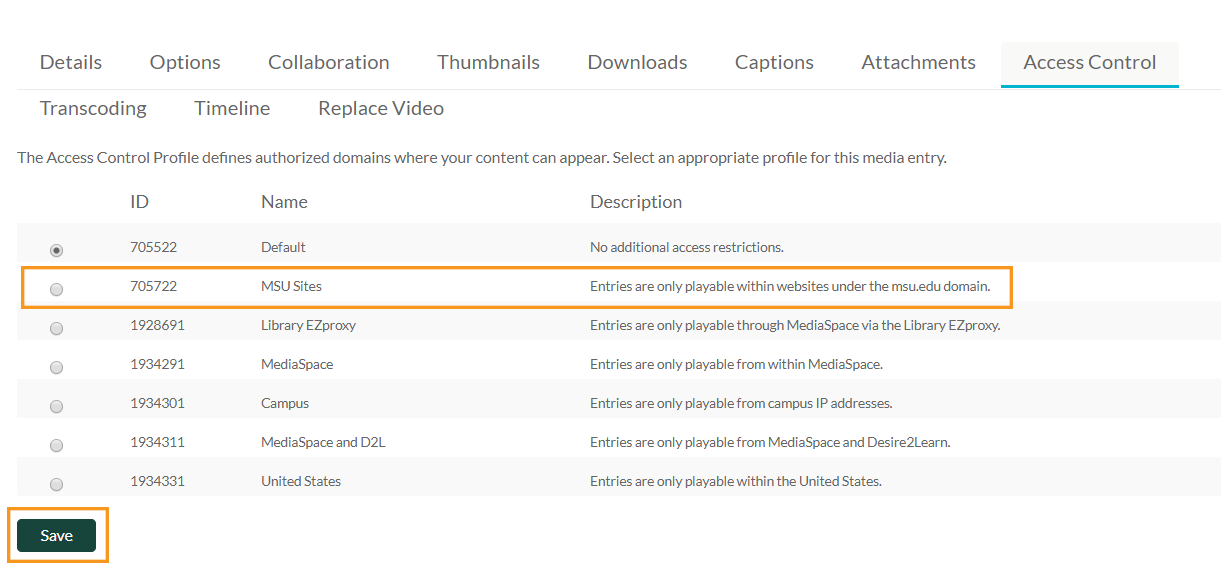 Details Options Collaboration Thumbnails Downloads Captions Attachments Access Control
Transcoding Timeline Replace Video
The Access Control Profile defines authorized domains where your content can appear. Select an appropriate profile for this media entry.
ID Name Description
705522 Default No additional access restrictions.
705722 MSU Sites Entries are only playable within websites under the msu.edu domain.
1928691 Library EZproxy Entries are only playable through MediaSpace via the Library EZproxy.
1934291 MediaSpace Entries are only playable from within MediaSpace.
1934301 Campus Entries are only playable from campus IP addresses.
1934311 MediaSpace and D2L Entries are only playable from MediaSpace and Desire2Learn.
1934331 United States Entries are only playable within the United States.
Save